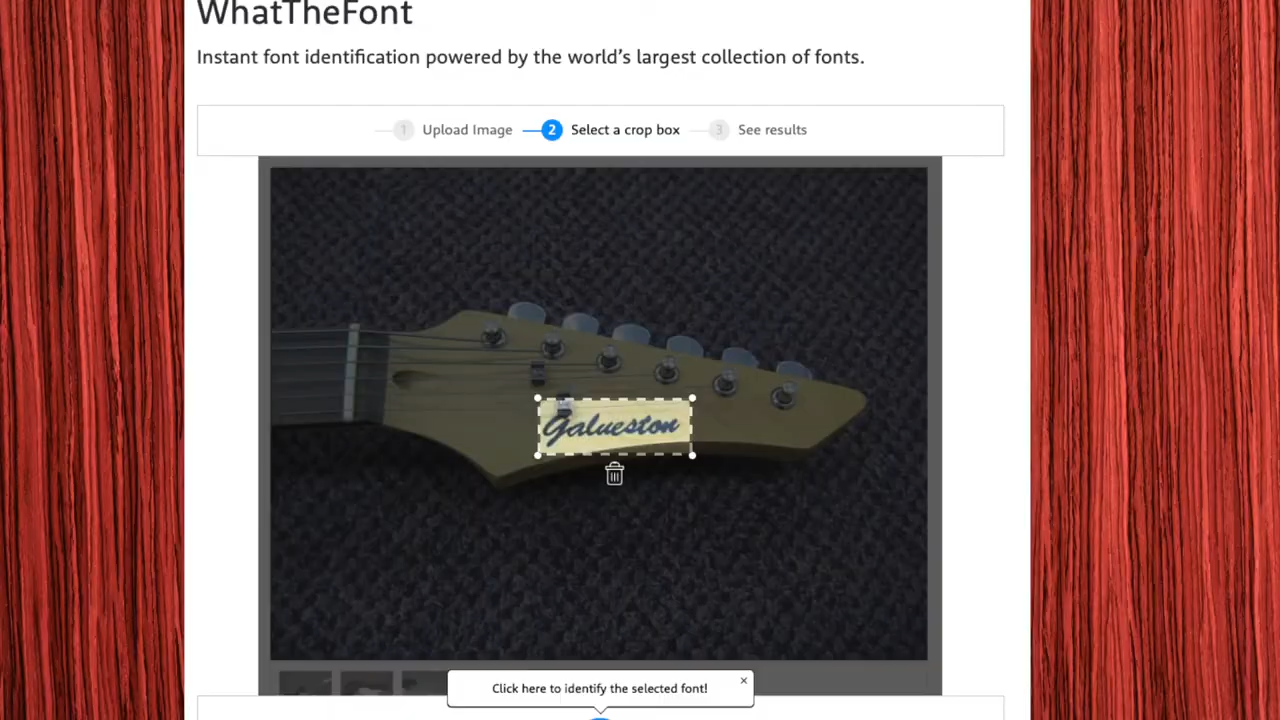 WhatTheFont
Instant font identification powered by the world's largest collection of fonts.
1 Upload Image 2 Select a crop box 3 See results
Galueston
Click here to identify the selected font! ×